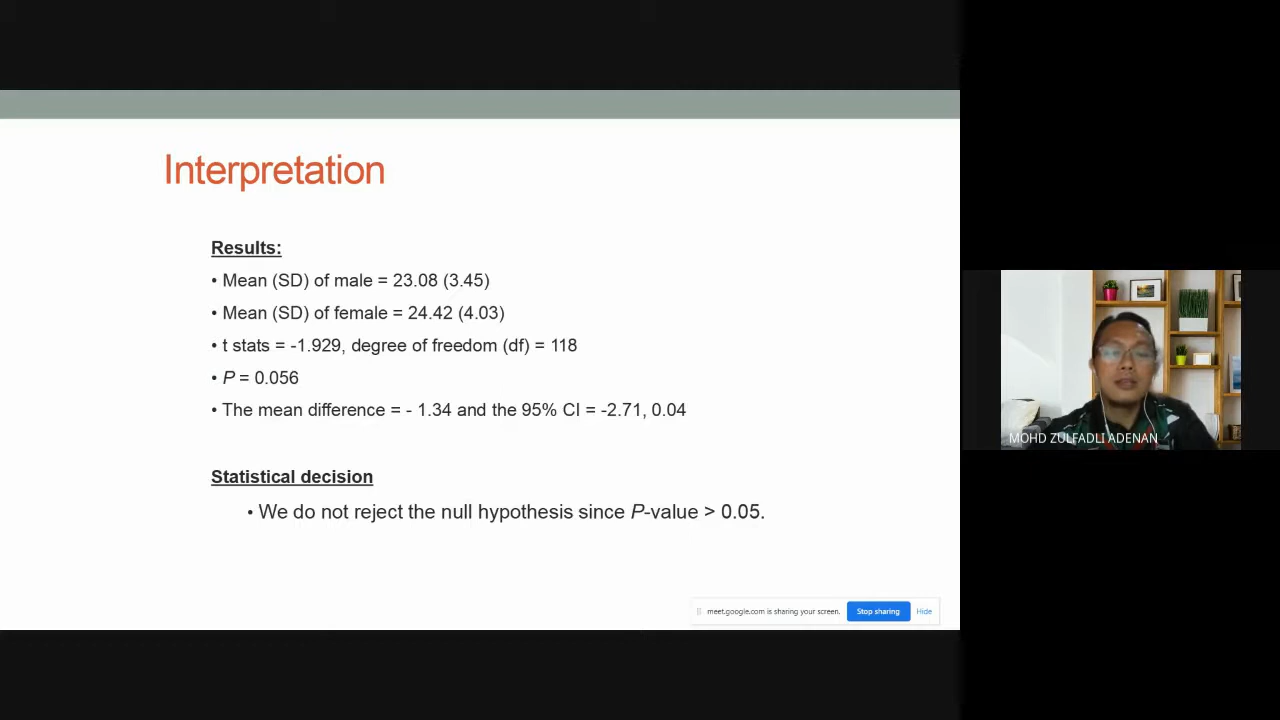 Interpretation
Results:
• Mean (SD) of male = 23.08 (3.45)
• Mean (SD) of female = 24.42 (4.03)
• t stats = -1.929, degree of freedom (df) = 118
• P = 0.056
• The mean difference = - 1.34 and the 95% CI = -2.71, 0.04
Statistical decision
• We do not reject the null hypothesis since P-value > 0.05.
meet.google.com is sharing your screen. Stop sharing Hide
MOHD ZULFADLI ADENAN